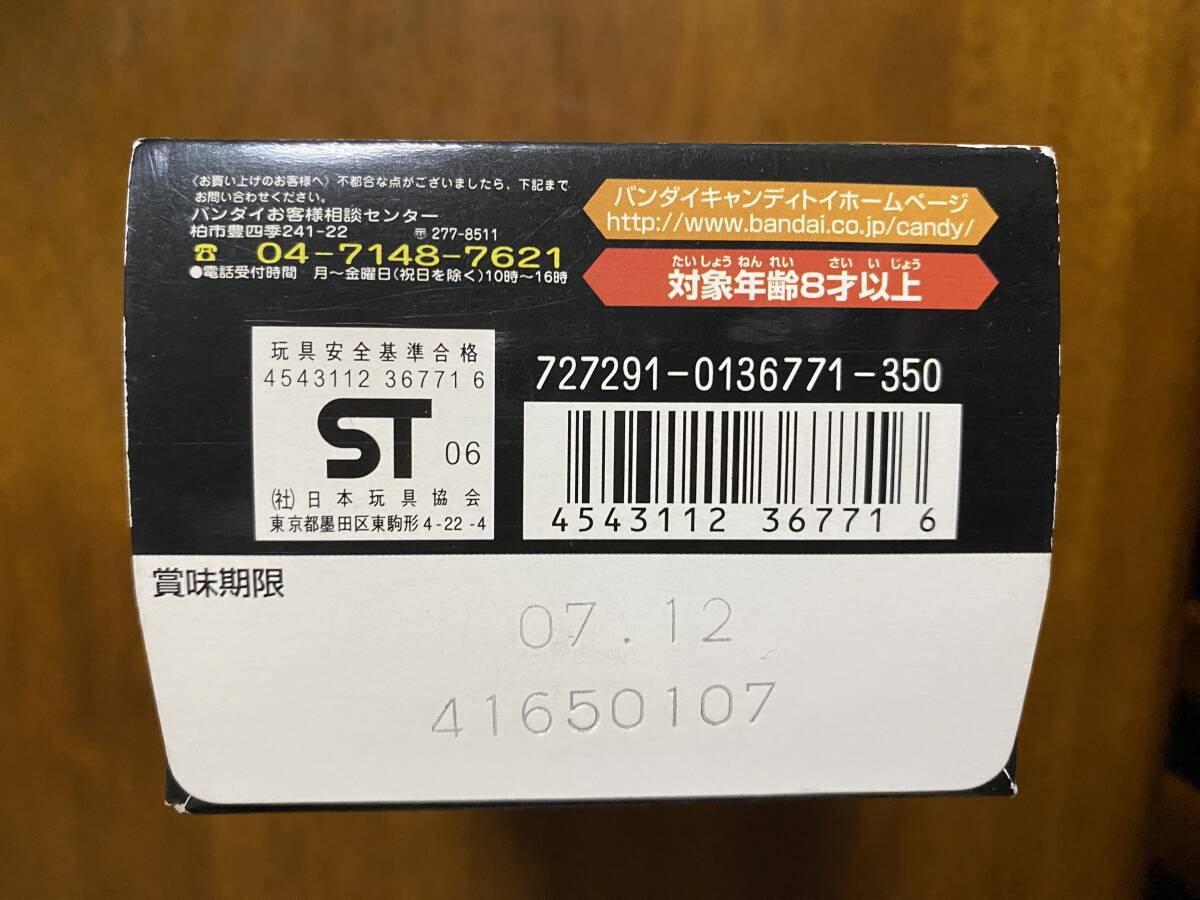 〈お買い上げのお客様へ〉不都合な点がございましたら、下記まで
お問い合わせください。
バンダイお客様相談センター
柏市豊四季241-22 〠277-8511
☎ 04-7148-7621
●電話受付時間 月〜金曜日(祝日を除く)10時〜16時
バンダイキャンディトイホームページ
http://www.bandai.co.jp/candy/
たいしょうねんれい さいいじょう
対象年齢8才以上
玩具安全基準合格
4543112 36771 6
ST 06
(社)日本玩具協会
東京都墨田区東駒形4-22-4
727291-0136771-350
4543112 36771 6
賞味期限
07.12
41650107